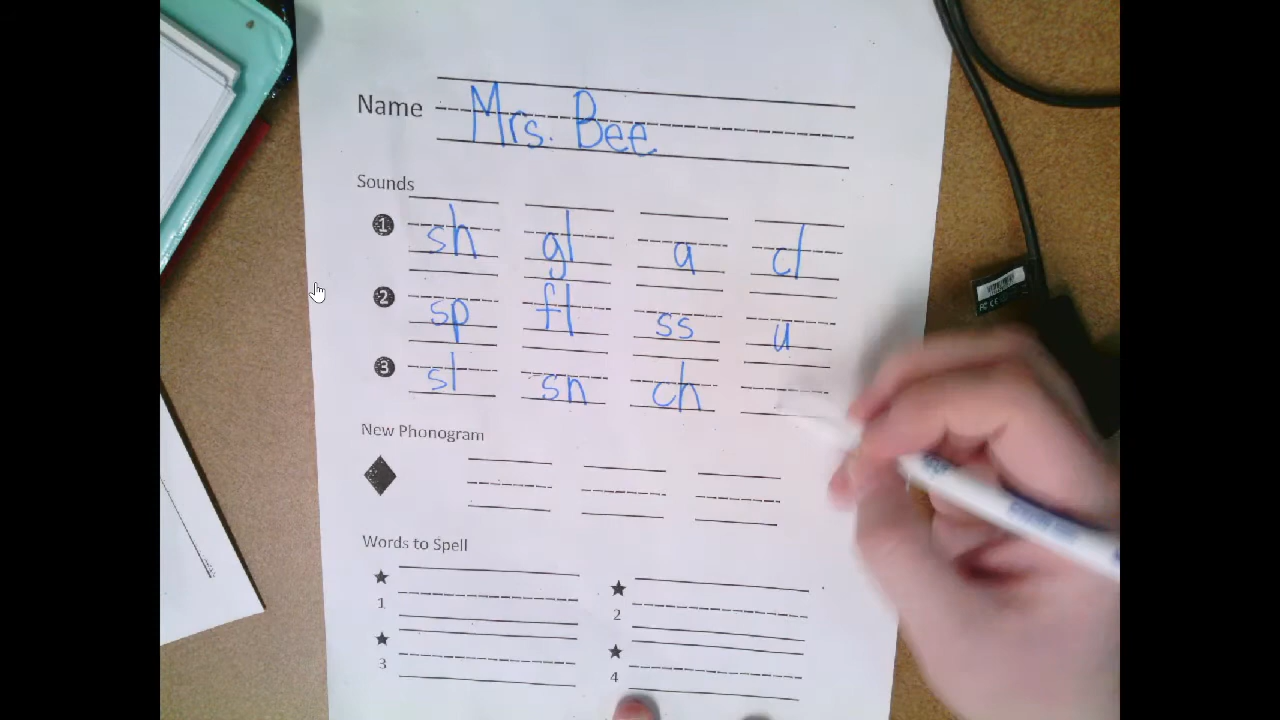 Name Mrs. Bee
Sounds
1 sh gl a cl
2 sp fl ss u
3 sl sn ch
New Phonogram
Words to Spell
1 2
3 4